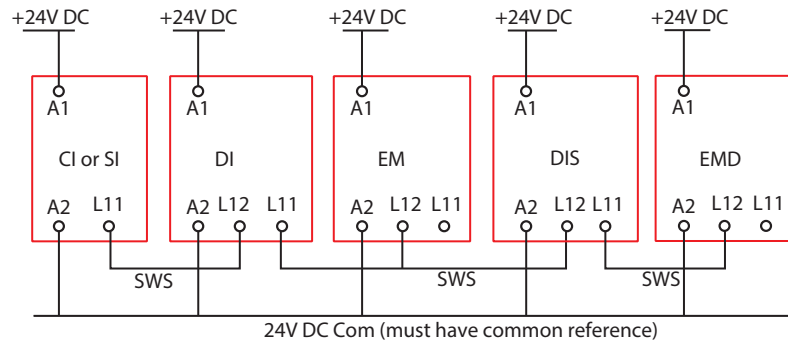 +24V DC +24V DC +24V DC +24V DC +24V DC
A1 A1 A1 A1 A1
CI or SI DI EM DIS EMD
A2 L11 A2 L12 L11 A2 L12 L11 A2 L12 L11 A2 L12 L11
SWS SWS SWS
24V DC Com (must have common reference)